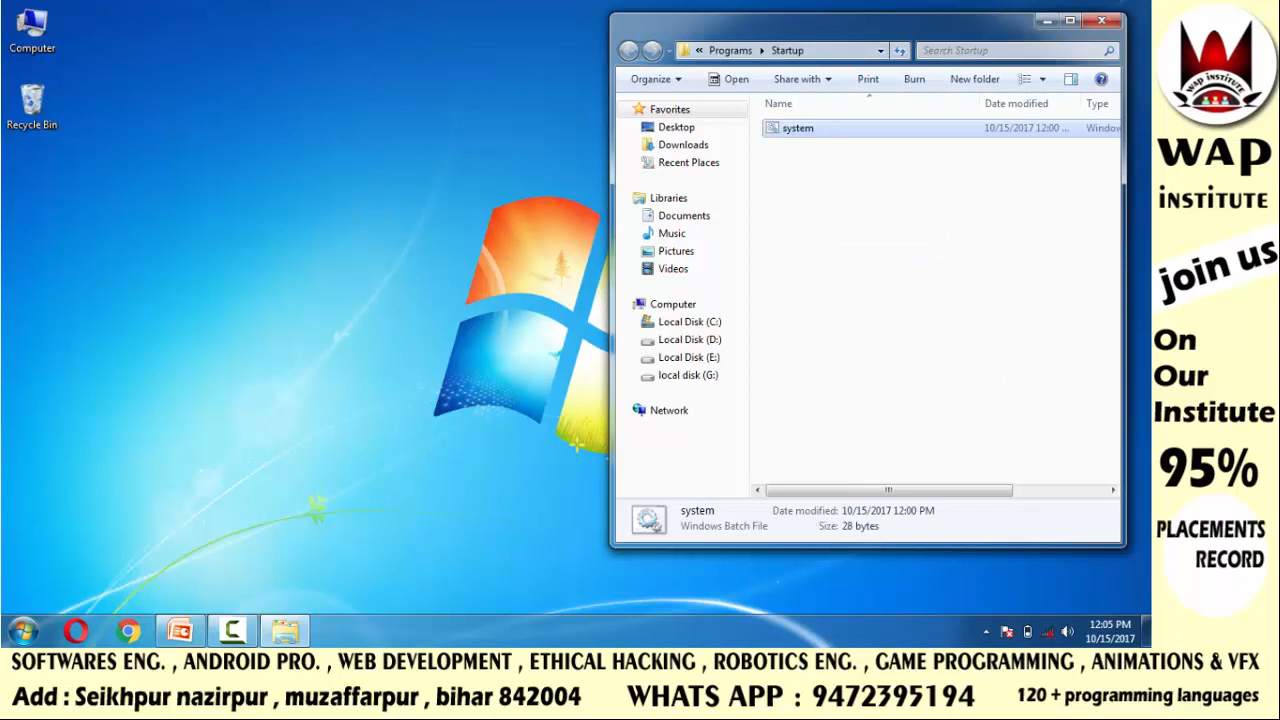 Computer
Recycle Bin
« Programs Startup
Search Startup
Organize Open Share with Print Burn New folder
Name Date modified Type
Favorites
Desktop
Downloads
Recent Places
Libraries
Documents
Music
Pictures
Videos
Computer
Local Disk (C:)
Local Disk (D:)
Local Disk (E:)
local disk (G:)
Network
system 10/15/2017 12:00 ... Windov
system Date modified: 10/15/2017 12:00 PM
Windows Batch File Size: 28 bytes
12:05 PM
10/15/2017
wap institute
WAP
institute
join us
On
Our
Institute
95%
PLACEMENTS
RECORD
SOFTWARES ENG. , ANDROID PRO. , WEB DEVELOPMENT , ETHICAL HACKING , ROBOTICS ENG. , GAME PROGRAMMING , ANIMATIONS & VFX
Add : Seikhpur nazirpur , muzaffarpur , bihar 842004 WHATS APP : 9472395194 120 + programming languages